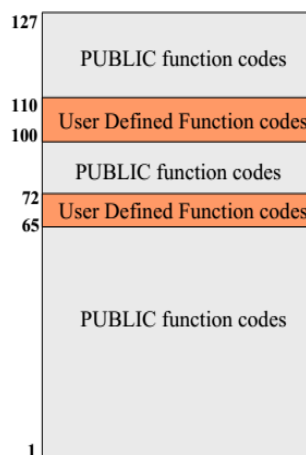 127
PUBLIC function codes
110
User Defined Function codes
100
PUBLIC function codes
72
User Defined Function codes
65
PUBLIC function codes
1